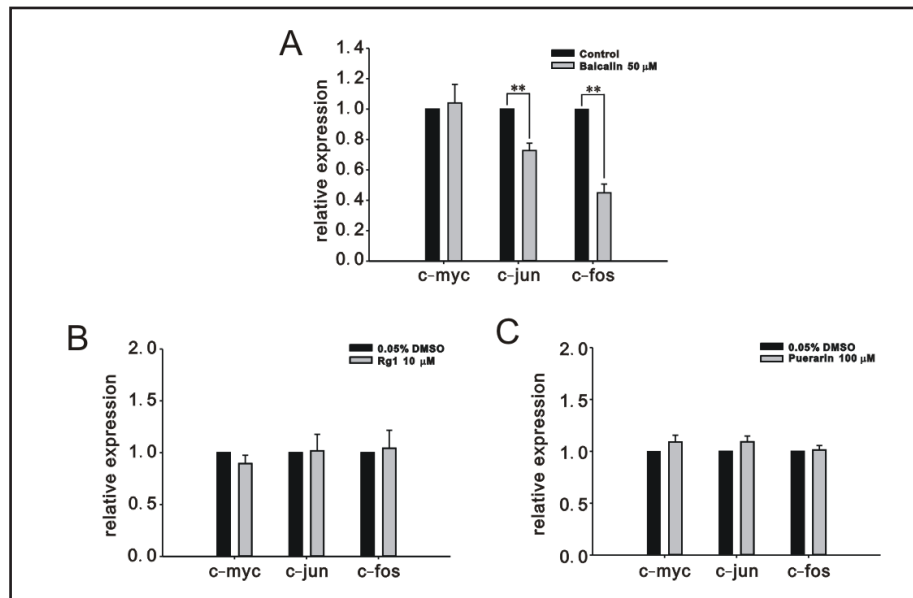 A
1.4
1.2
1.0
0.8
0.6
0.4
0.2
0.0
relative expression
Control
Baicalin 50 μM
**
**
c-myc c-jun c-fos
B
2.0
1.5
1.0
0.5
0.0
relative expression
0.05% DMSO
Rg1 10 μM
c-myc c-jun c-fos
C
2.0
1.5
1.0
0.5
0.0
relative expression
0.05% DMSO
Puerarin 100 μM
c-myc c-jun c-fos